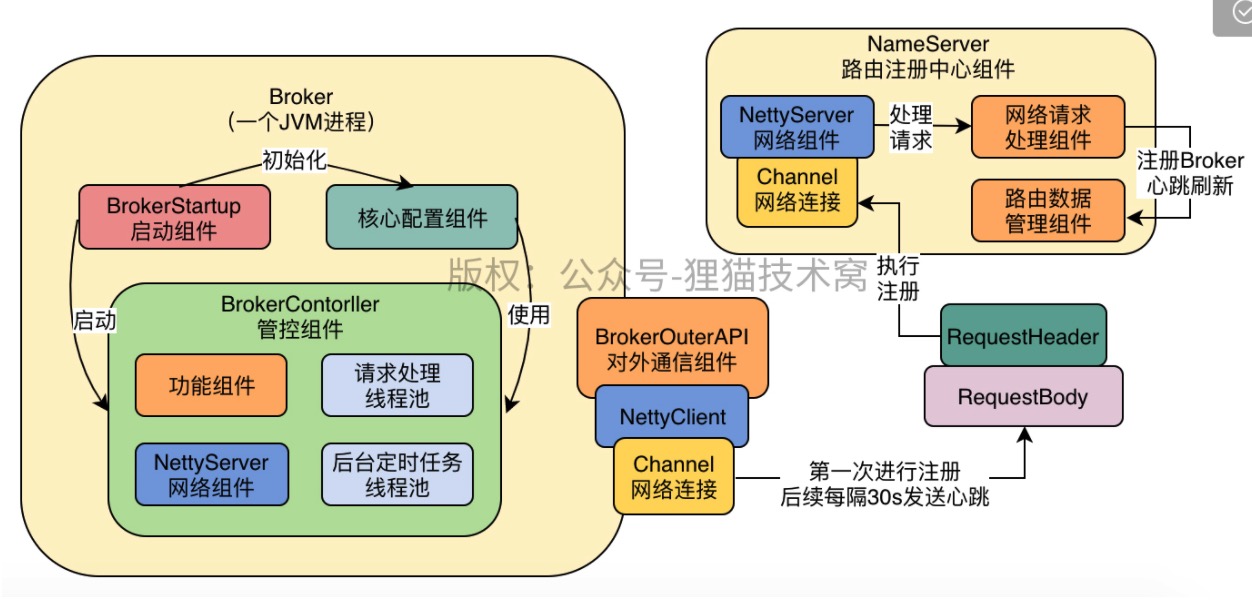 Broker
（一个JVM进程）
初始化
BrokerStartup
启动组件
核心配置组件
启动
使用
BrokerContorller
管控组件
功能组件
请求处理
线程池
NettyServer
网络组件
后台定时任务
线程池
版权：公众号-狸猫技术窝
BrokerOuterAPI
对外通信组件
NettyClient
Channel
网络连接
第一次进行注册
后续每隔30s发送心跳
RequestHeader
RequestBody
执行
注册
NameServer
路由注册中心组件
NettyServer
网络组件
Channel
网络连接
处理
请求
网络请求
处理组件
路由数据
管理组件
注册Broker
心跳刷新